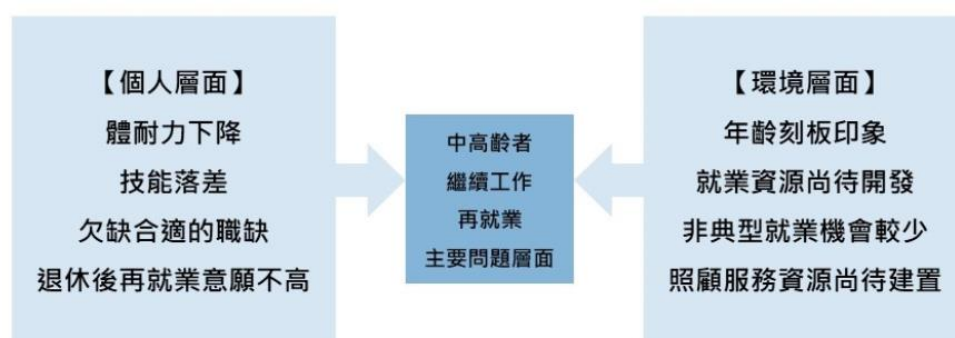 【個人層面】
體耐力下降
技能落差
欠缺合適的職缺
退休後再就業意願不高
中高齡者
繼續工作
再就業
主要問題層面
【環境層面】
年齡刻板印象
就業資源尚待開發
非典型就業機會較少
照顧服務資源尚待建置